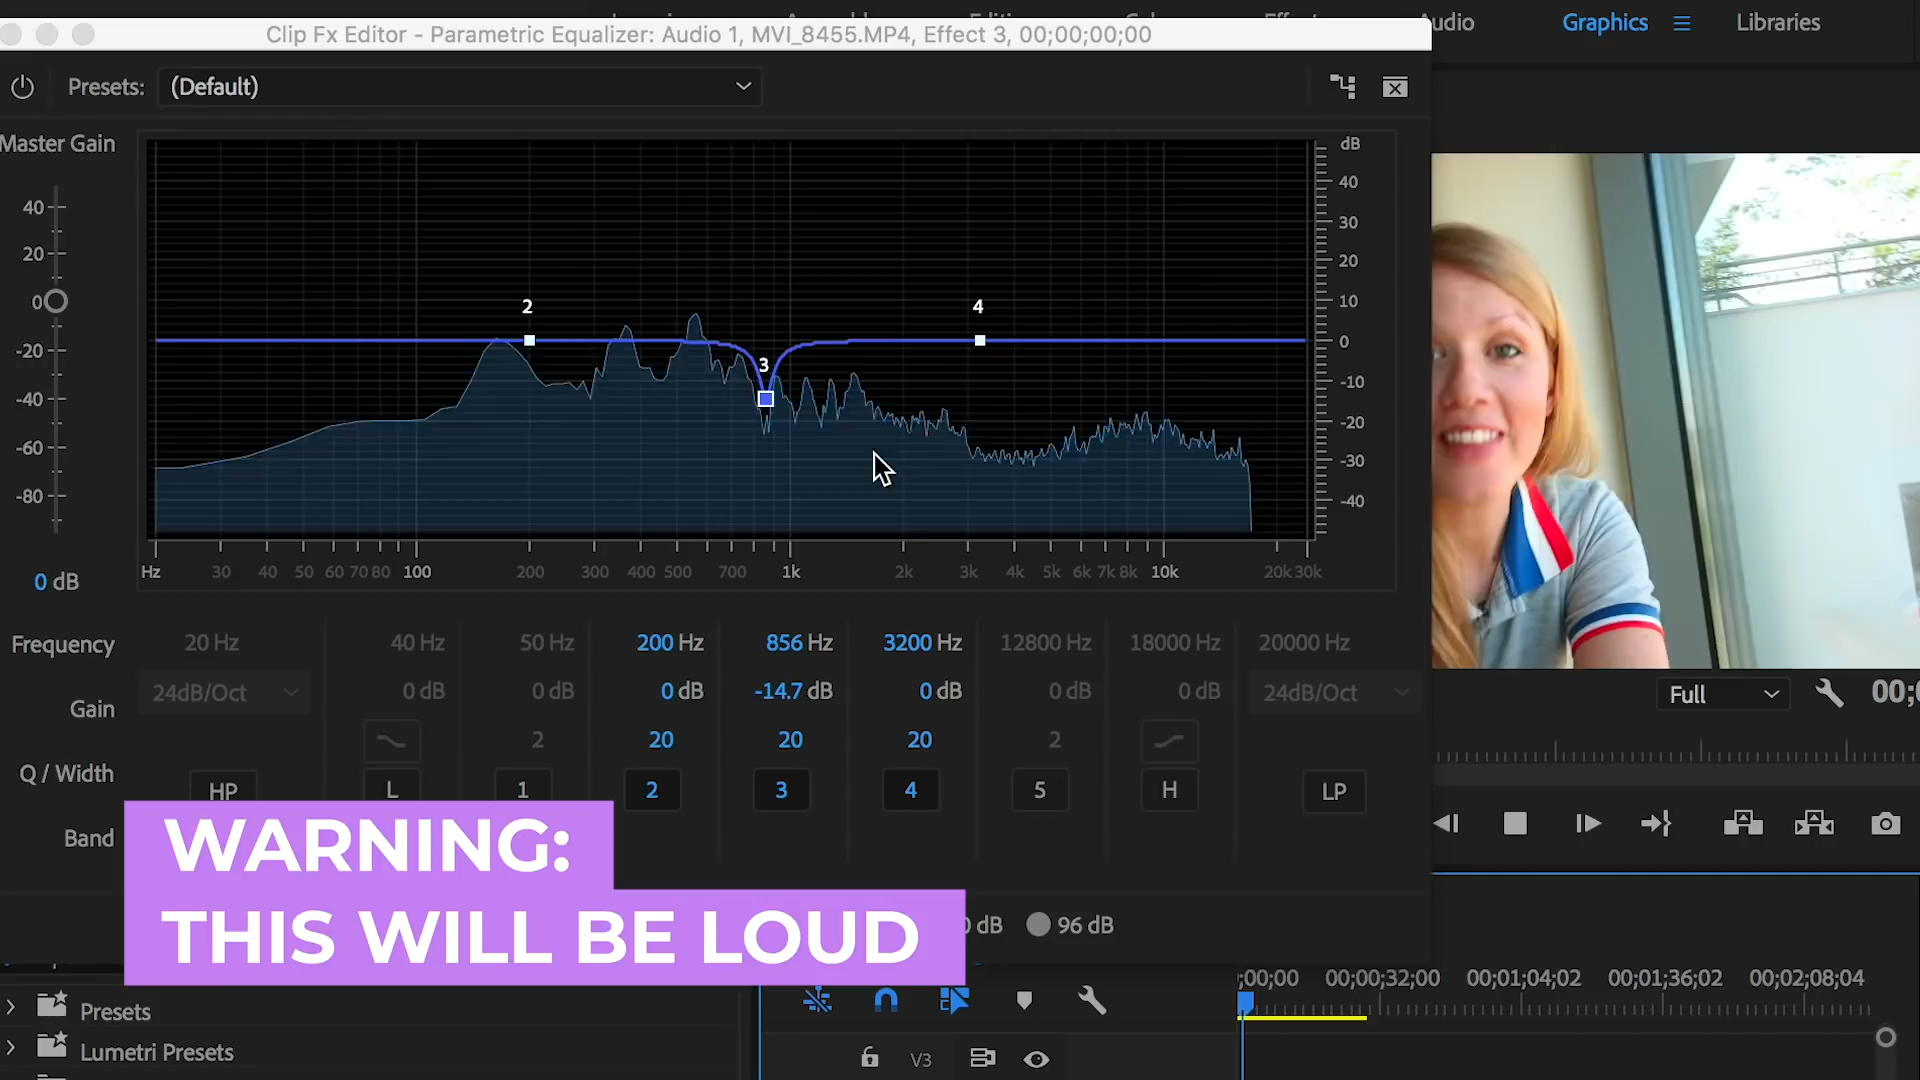 Audio
Graphics
Libraries
Clip Fx Editor - Parametric Equalizer: Audio 1, MVI_8455.MP4, Effect 3, 00;00;00;00
Presets: (Default)
Master Gain
dB
40
20
0
-20
-40
-60
-80
0 dB
2
3
4
40
30
20
10
0
-10
-20
-30
-40
Hz 30 40 50 60 70 80 100 200 300 400 500 700 1k 2k 3k 4k 5k 6k 7k 8k 10k 20k 30k
Frequency 20 Hz 40 Hz 50 Hz 200 Hz 856 Hz 3200 Hz 12800 Hz 18000 Hz 20000 Hz
Gain 24dB/Oct 0 dB 0 dB 0 dB -14.7 dB 0 dB 0 dB 0 dB 24dB/Oct
Q / Width 2 20 20 20 2
Band HP L 1 2 3 4 5 H LP
Full
WARNING:
THIS WILL BE LOUD
dB 96 dB
;00;00 00;00;32;00 00;01;04;02 00;01;36;02 00;02;08;04
Presets
Lumetri Presets
V3